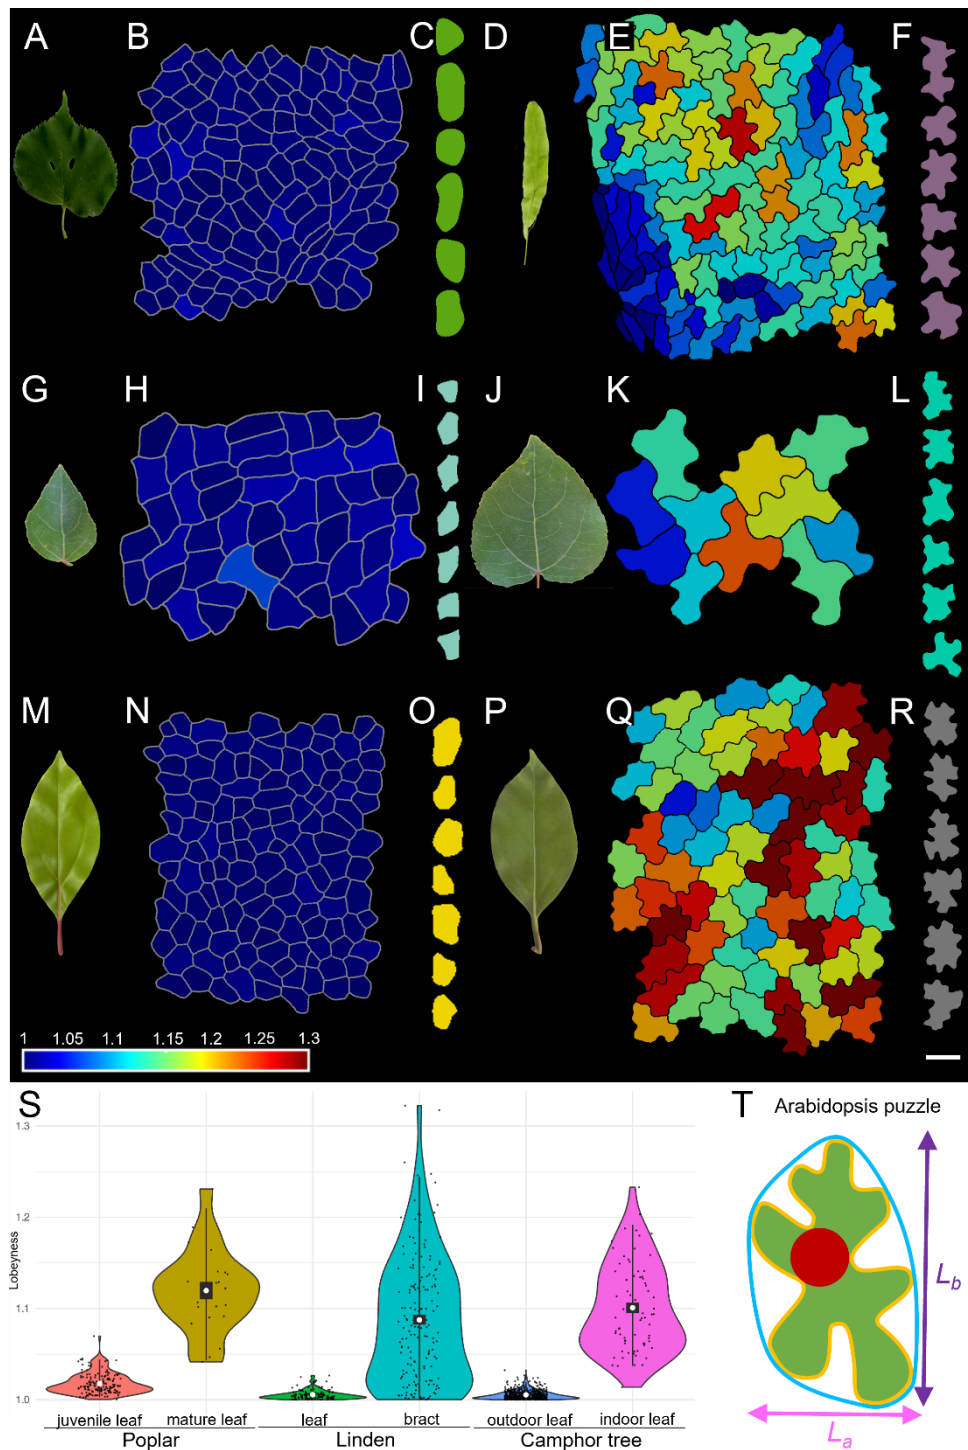 A B C D E F
G H I J K L
M N O P Q R
1 1.05 1.1 1.15 1.2 1.25 1.3
S
1.3
1.2
1.1
1.0
Lobeyness
juvenile leaf mature leaf leaf bract outdoor leaf indoor leaf
Poplar Linden Camphor tree
T Arabidopsis puzzle
Lb
La